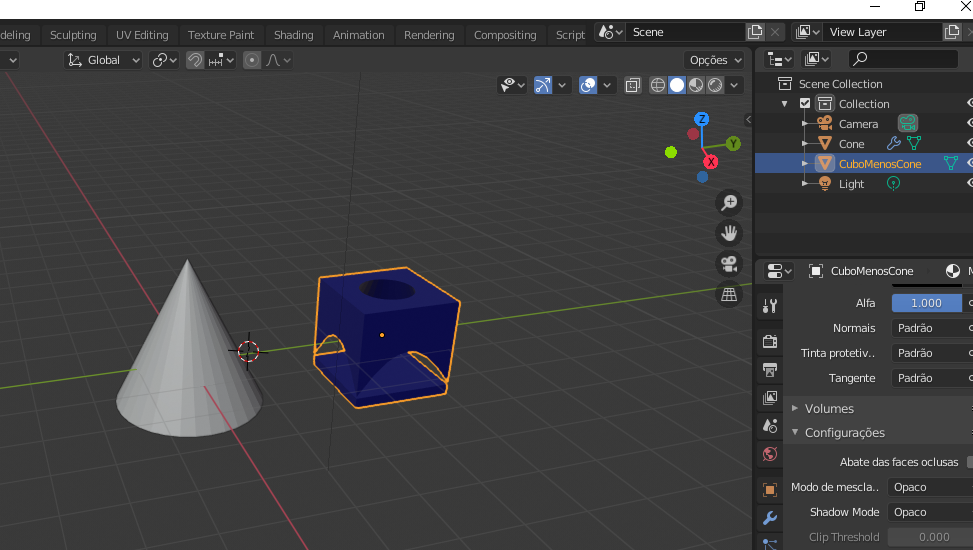 deling Sculpting UV Editing Texture Paint Shading Animation Rendering Compositing Script Scene View Layer
Global Opções
Scene Collection
Collection
Camera
Cone
CuboMenosCone
Light
Z
Y
X
CuboMenosCone M
Alfa 1.000
Normais Padrão
Tinta protetiv.. Padrão
Tangente Padrão
Volumes
Configurações
Abate das faces oclusas
Modo de mescla.. Opaco
Shadow Mode Opaco
Clip Threshold 0.000